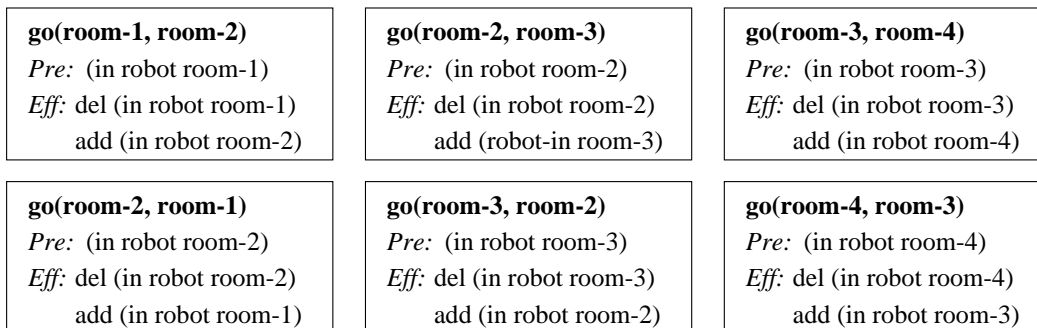 go(room-1, room-2)
Pre: (in robot room-1)
Eff: del (in robot room-1)
add (in robot room-2)
go(room-2, room-3)
Pre: (in robot room-2)
Eff: del (in robot room-2)
add (robot-in room-3)
go(room-3, room-4)
Pre: (in robot room-3)
Eff: del (in robot room-3)
add (in robot room-4)
go(room-2, room-1)
Pre: (in robot room-2)
Eff: del (in robot room-2)
add (in robot room-1)
go(room-3, room-2)
Pre: (in robot room-3)
Eff: del (in robot room-3)
add (in robot room-2)
go(room-4, room-3)
Pre: (in robot room-4)
Eff: del (in robot room-4)
add (in robot room-3)